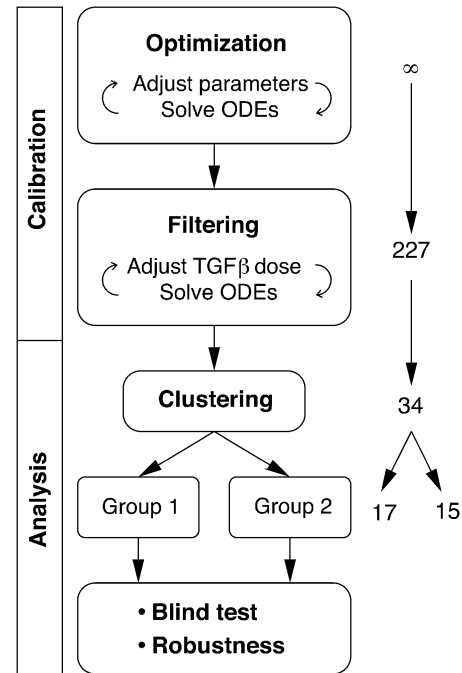 Calibration
Optimization
Adjust parameters
Solve ODEs
∞
Filtering
Adjust TGFβ dose
Solve ODEs
227
Analysis
Clustering
34
Group 1
Group 2
17
15
• Blind test
• Robustness